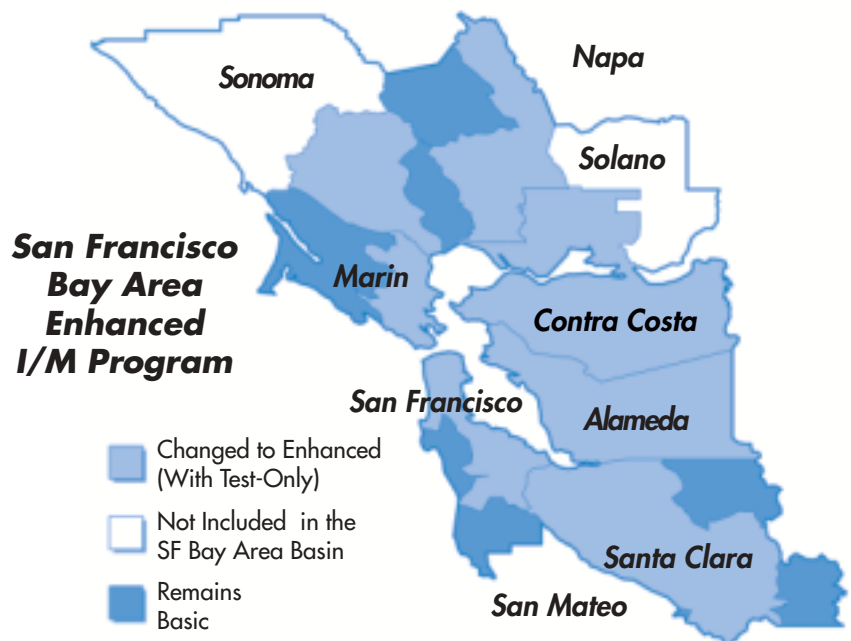 Napa
Sonoma
Solano
San Francisco
Bay Area
Enhanced
I/M Program
Marin
Contra Costa
San Francisco
Alameda
Changed to Enhanced
(With Test-Only)
Not Included in the
SF Bay Area Basin
Santa Clara
Remains
Basic
San Mateo